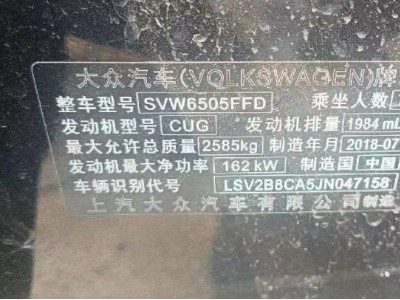 大众汽车(VOLKSWAGEN)牌
整车型号 SVW6505FFD 乘坐人数
发动机型号 CUG 发动机排量 1984 mL
最大允许总质量 2585kg 制造年月 2018-07
发动机最大净功率 162 kW 制造国 中国
车辆识别代号 LSV2B8CA5JN047158
上汽大众汽车有限公司制造